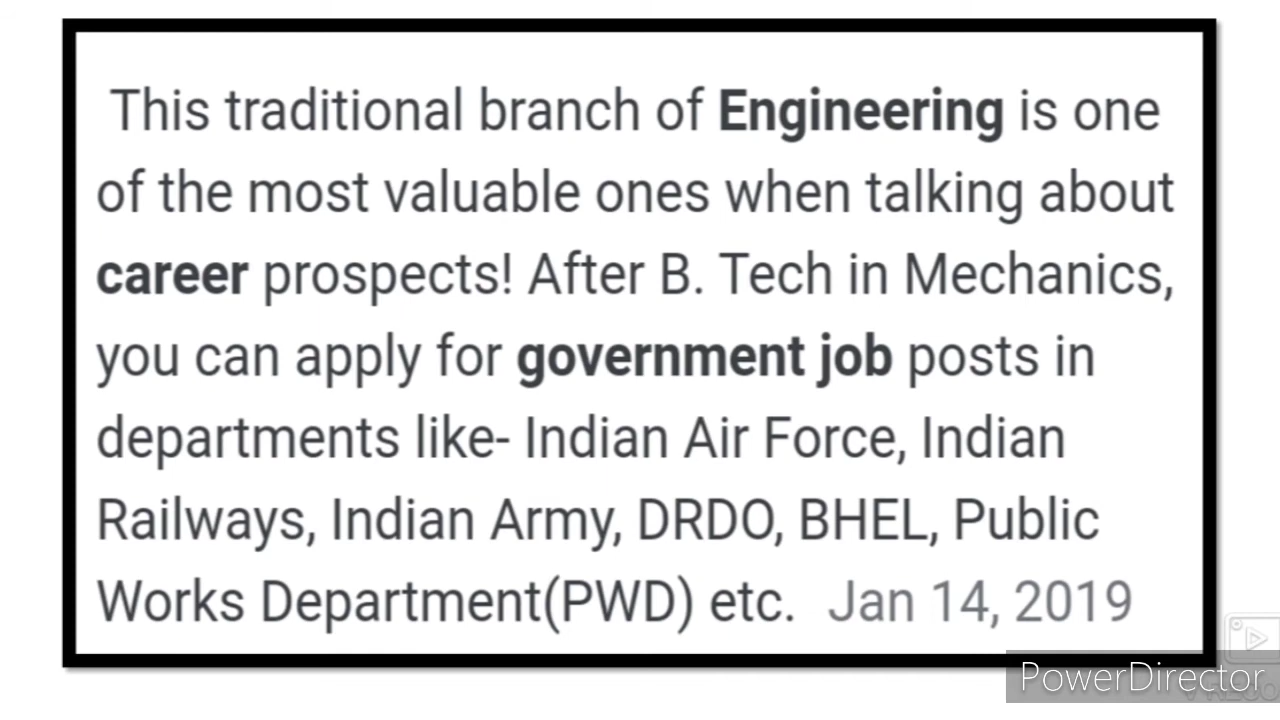 This traditional branch of Engineering is one
of the most valuable ones when talking about
career prospects! After B. Tech in Mechanics,
you can apply for government job posts in
departments like- Indian Air Force, Indian
Railways, Indian Army, DRDO, BHEL, Public
Works Department(PWD) etc. Jan 14, 2019
PowerDirector